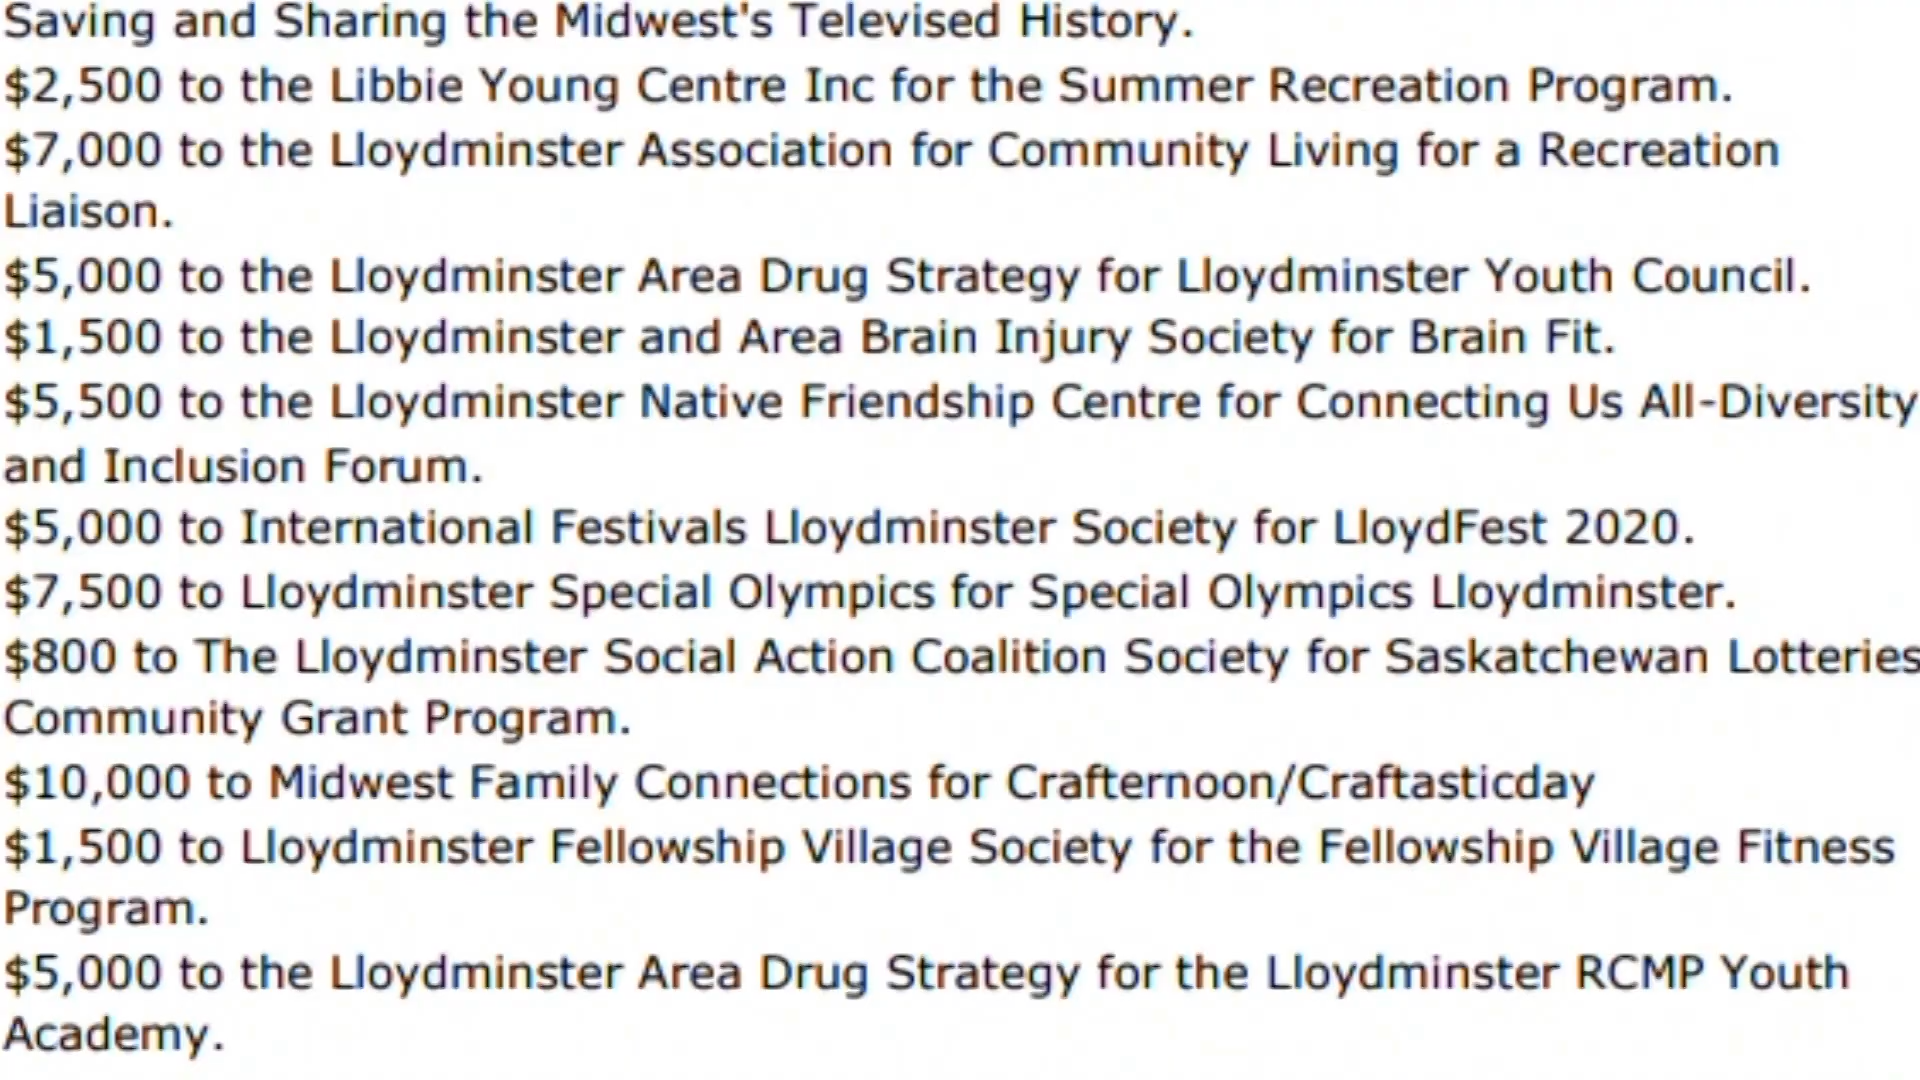 Saving and Sharing the Midwest's Televised History.
$2,500 to the Libbie Young Centre Inc for the Summer Recreation Program.
$7,000 to the Lloydminster Association for Community Living for a Recreation
Liaison.
$5,000 to the Lloydminster Area Drug Strategy for Lloydminster Youth Council.
$1,500 to the Lloydminster and Area Brain Injury Society for Brain Fit.
$5,500 to the Lloydminster Native Friendship Centre for Connecting Us All-Diversity
and Inclusion Forum.
$5,000 to International Festivals Lloydminster Society for LloydFest 2020.
$7,500 to Lloydminster Special Olympics for Special Olympics Lloydminster.
$800 to The Lloydminster Social Action Coalition Society for Saskatchewan Lotteries
Community Grant Program.
$10,000 to Midwest Family Connections for Crafternoon/Craftasticday
$1,500 to Lloydminster Fellowship Village Society for the Fellowship Village Fitness
Program.
$5,000 to the Lloydminster Area Drug Strategy for the Lloydminster RCMP Youth
Academy.